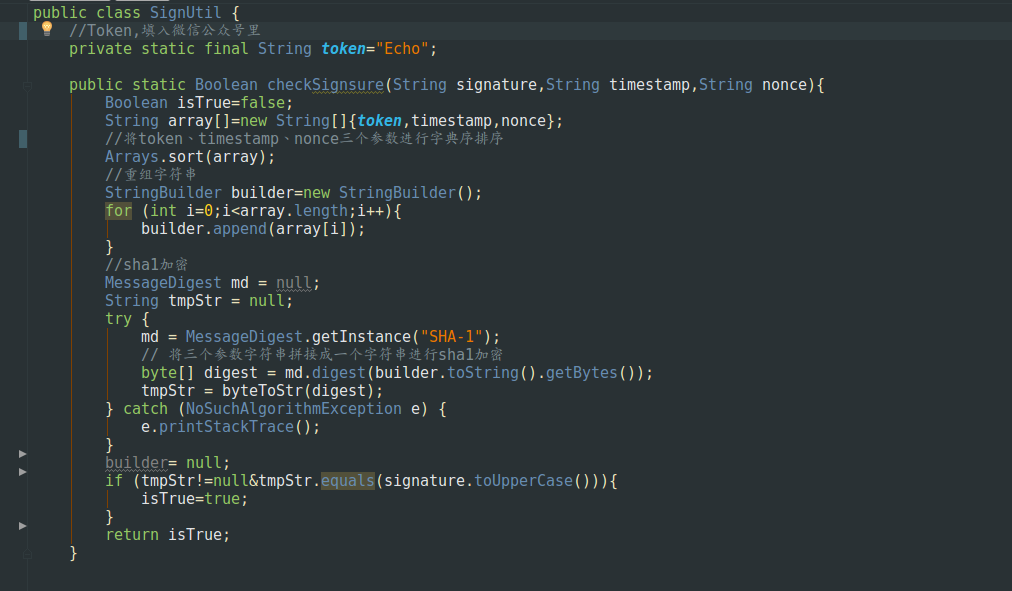 public class SignUtil {
//Token,填入微信公众号里
private static final String token="Echo";
public static Boolean checkSignsure(String signature,String timestamp,String nonce){
Boolean isTrue=false;
String array[]=new String[]{token,timestamp,nonce};
//将token、timestamp、nonce三个参数进行字典序排序
Arrays.sort(array);
//重组字符串
StringBuilder builder=new StringBuilder();
for (int i=0;i<array.length;i++){
builder.append(array[i]);
}
//sha1加密
MessageDigest md = null;
String tmpStr = null;
try {
md = MessageDigest.getInstance("SHA-1");
// 将三个参数字符串拼接成一个字符串进行sha1加密
byte[] digest = md.digest(builder.toString().getBytes());
tmpStr = byteToStr(digest);
} catch (NoSuchAlgorithmException e) {
e.printStackTrace();
}
builder= null;
if (tmpStr!=null&tmpStr.equals(signature.toUpperCase())){
isTrue=true;
}
return isTrue;
}